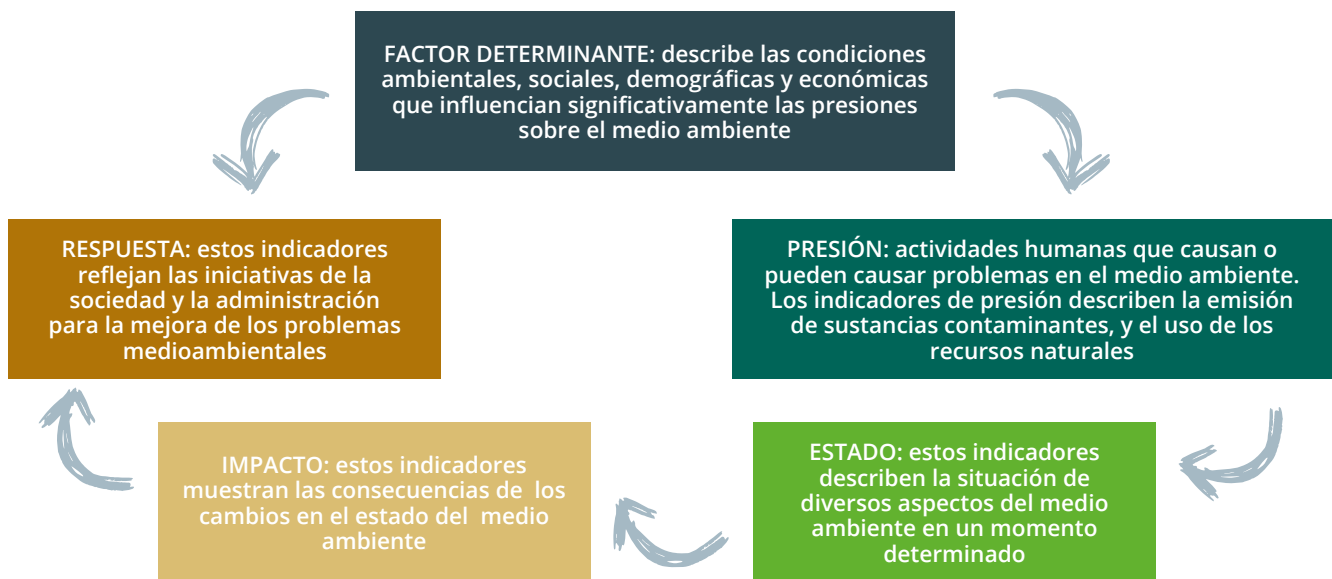 FACTOR DETERMINANTE: describe las condiciones
ambientales, sociales, demográficas y económicas
que influencian significativamente las presiones
sobre el medio ambiente
RESPUESTA: estos indicadores
reflejan las iniciativas de la
sociedad y la administración
para la mejora de los problemas
medioambientales
PRESIÓN: actividades humanas que causan o
pueden causar problemas en el medio ambiente.
Los indicadores de presión describen la emisión
de sustancias contaminantes, y el uso de los
recursos naturales
IMPACTO: estos indicadores
muestran las consecuencias de los
cambios en el estado del medio
ambiente
ESTADO: estos indicadores
describen la situación de
diversos aspectos del medio
ambiente en un momento
determinado